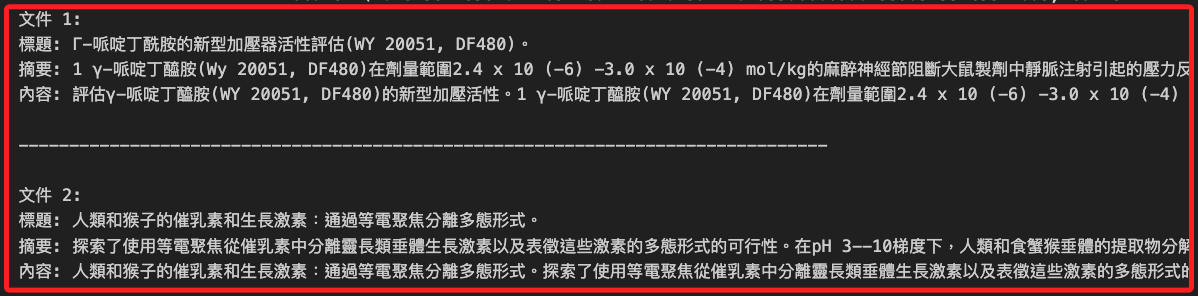 文件 1:
標題: Γ-哌啶丁酰胺的新型加壓器活性評估(WY 20051, DF480)。
摘要: 1 γ-哌啶丁醯胺(Wy 20051, DF480)在劑量範圍2.4 x 10 (-6) -3.0 x 10 (-4) mol/kg的麻醉神經節阻斷大鼠製劑中靜脈注射引起的壓力反
內容: 評估γ-哌啶丁醯胺(WY 20051, DF480)的新型加壓活性。1 γ-哌啶丁醯胺(WY 20051, DF480)在劑量範圍2.4 x 10 (-6) -3.0 x 10 (-4)
--------------------------------------------------------------------------------
文件 2:
標題: 人類和猴子的催乳素和生長激素：通過等電聚焦分離多態形式。
摘要: 探索了使用等電聚焦從催乳素中分離靈長類垂體生長激素以及表徵這些激素的多態形式的可行性。在pH 3--10梯度下，人類和食蟹猴垂體的提取物分解
內容: 人類和猴子的催乳素和生長激素：通過等電聚焦分離多態形式。探索了使用等電聚焦從催乳素中分離靈長類垂體生長激素以及表徵這些激素的多態形式的